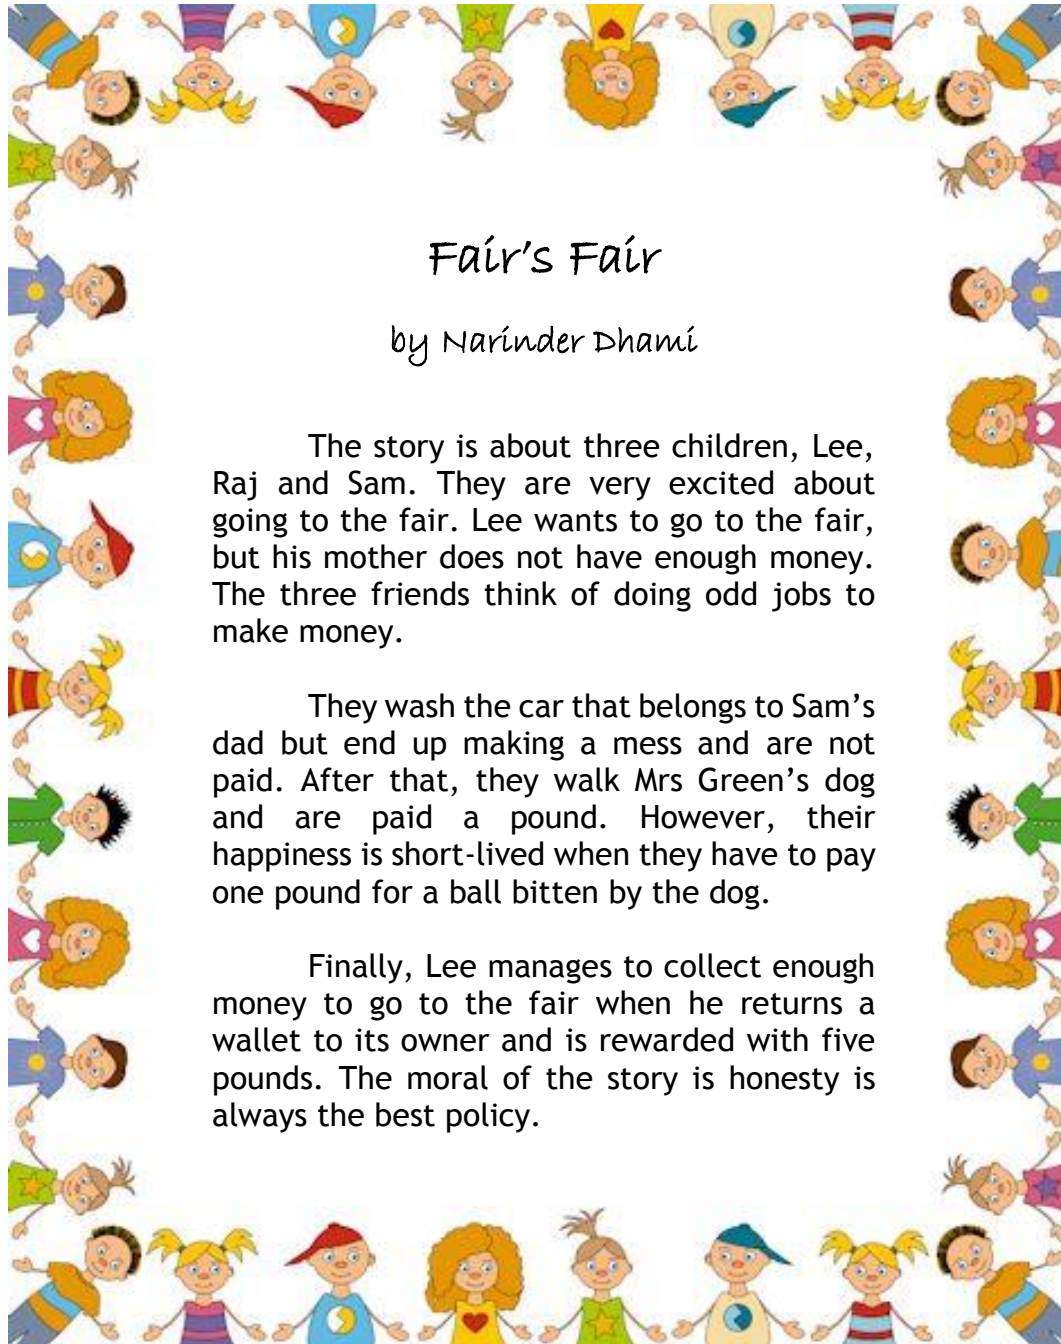 Fair's Fair
by Narinder Dhami
The story is about three children, Lee,
Raj and Sam. They are very excited about
going to the fair. Lee wants to go to the fair,
but his mother does not have enough money.
The three friends think of doing odd jobs to
make money.
They wash the car that belongs to Sam's
dad but end up making a mess and are not
paid. After that, they walk Mrs Green's dog
and are paid a pound. However, their
happiness is short-lived when they have to pay
one pound for a ball bitten by the dog.
Finally, Lee manages to collect enough
money to go to the fair when he returns a
wallet to its owner and is rewarded with five
pounds. The moral of the story is honesty is
always the best policy.